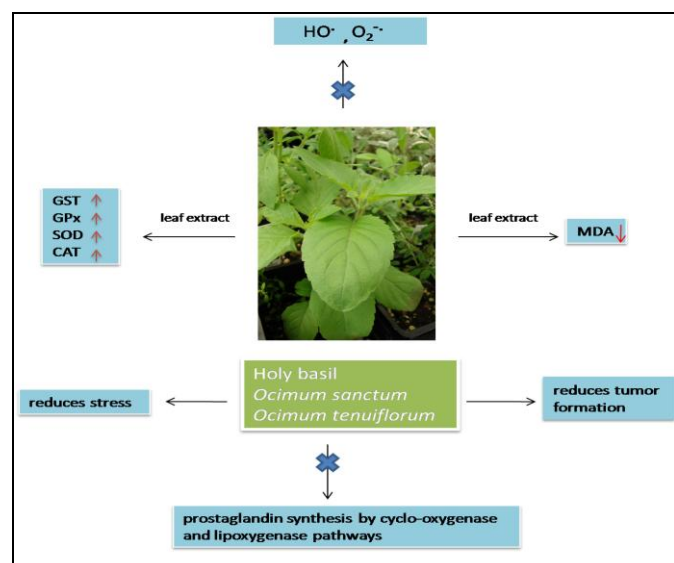 HO· , O₂⁻·
GST ↑
GPx ↑
SOD ↑
CAT ↑
leaf extract
leaf extract
MDA ↓
Holy basil
Ocimum sanctum
Ocimum tenuiflorum
reduces stress
reduces tumor
formation
prostaglandin synthesis by cyclo-oxygenase
and lipoxygenase pathways